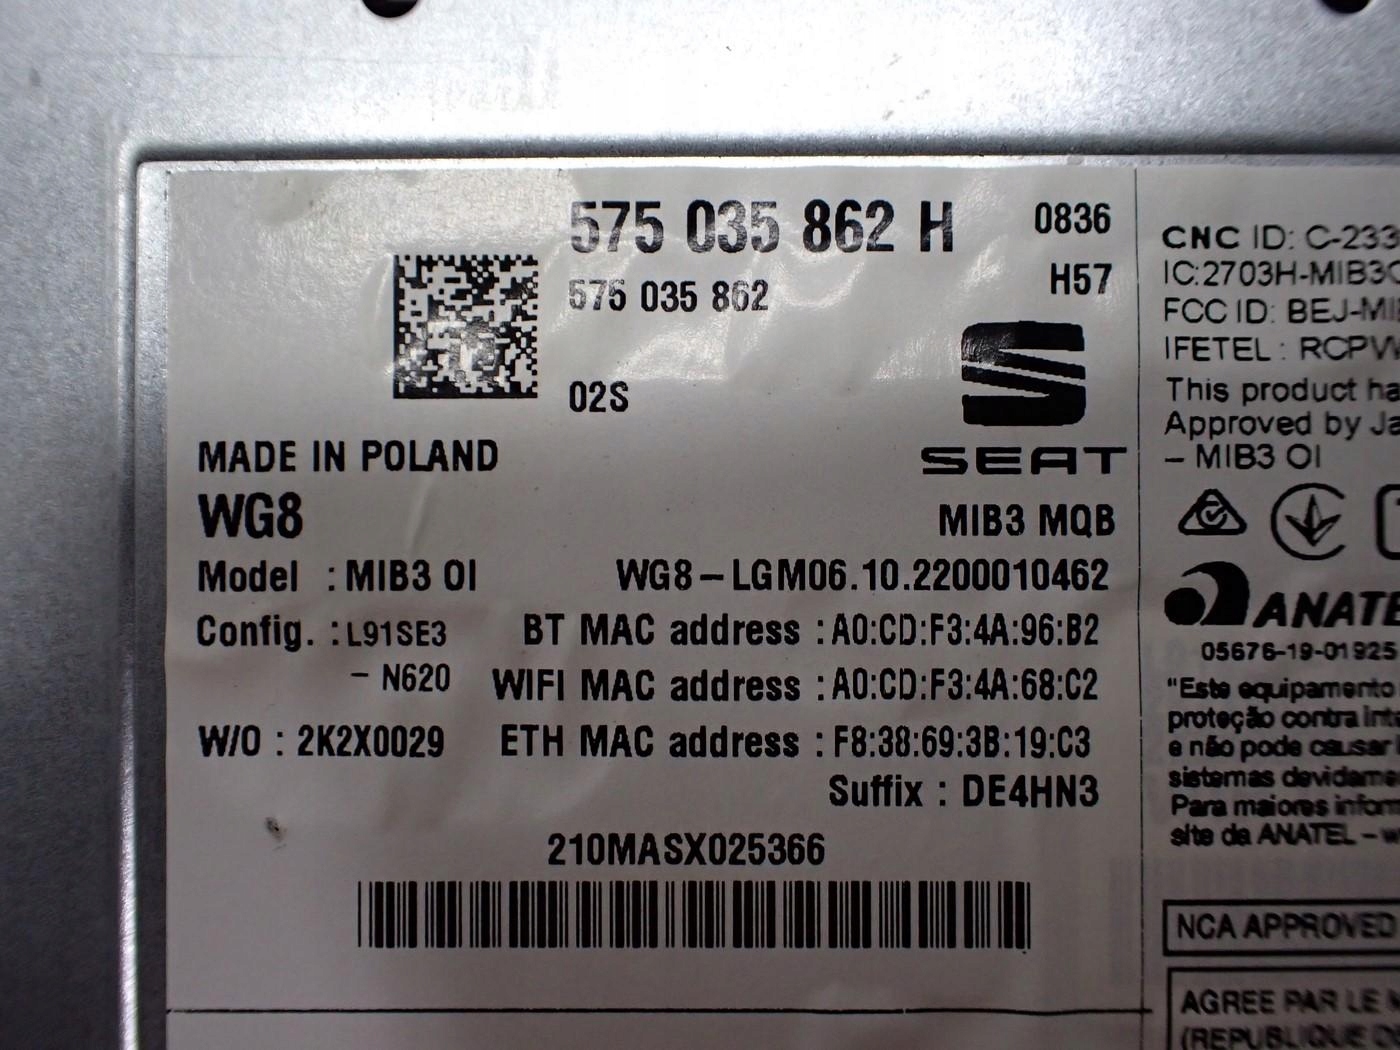 575 035 862 H 0836
575 035 862 H57
02S
SEAT
MADE IN POLAND
WG8 MIB3 MQB
Model : MIB3 OI WG8-LGM06.10.2200010462
Config. : L91SE3 BT MAC address : A0:CD:F3:4A:96:B2
- N620 WIFI MAC address : A0:CD:F3:4A:68:C2
W/O : 2K2X0029 ETH MAC address : F8:38:69:3B:19:C3
Suffix : DE4HN3
210MASX025366
CNC ID: C-233
IC:2703H-MIB3
FCC ID: BEJ-MI
IFETEL : RCPV
This product ha
Approved by Ja
- MIB3 OI
ANATE
05676-19-01925
"Este equipamento
proteção contra int
e não pode causar
sistemas devidame
Para maiores infor
site da ANATEL - w
NCA APPROVED
AGREE PAR LE
(REPUBLIQUE D